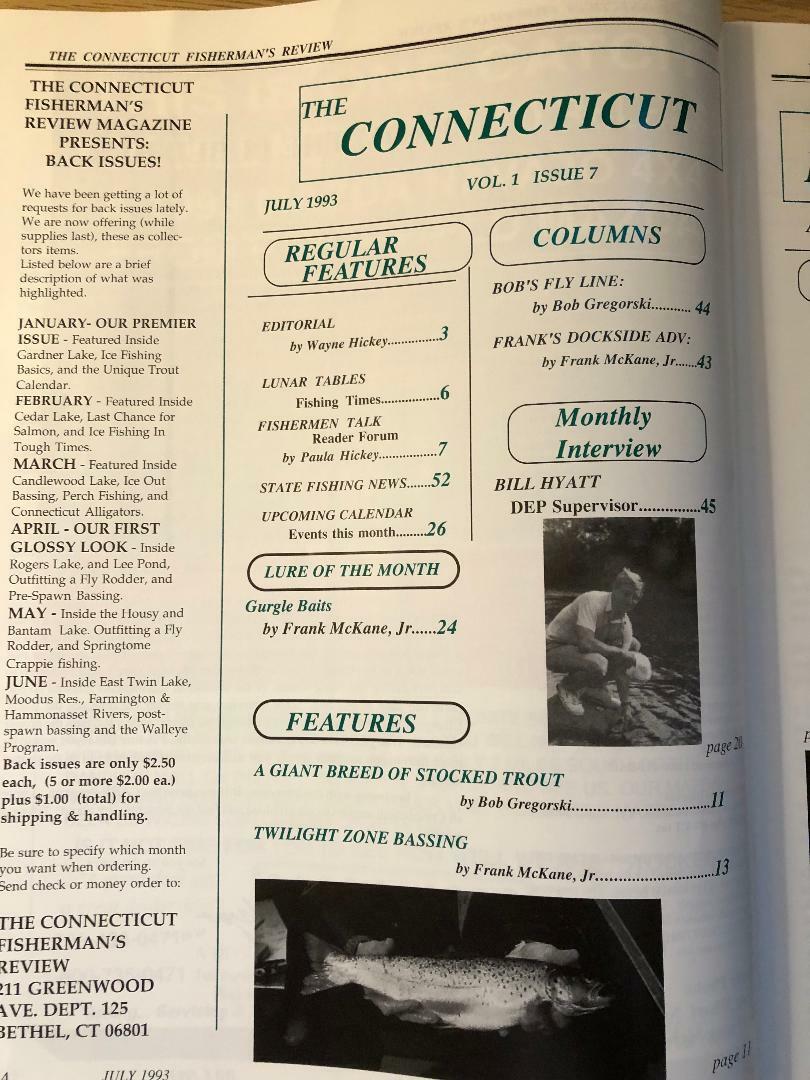 THE CONNECTICUT FISHERMAN'S REVIEW
THE CONNECTICUT
FISHERMAN'S
REVIEW MAGAZINE
PRESENTS:
BACK ISSUES!
We have been getting a lot of
requests for back issues lately.
We are now offering (while
supplies last), these as collec-
tors items.
Listed below are a brief
description of what was
highlighted.
JANUARY- OUR PREMIER
ISSUE - Featured Inside
Gardner Lake, Ice Fishing
Basics, and the Unique Trout
Calendar.
FEBRUARY - Featured Inside
Cedar Lake, Last Chance for
Salmon, and Ice Fishing In
Tough Times.
MARCH - Featured Inside
Candlewood Lake, Ice Out
Bassing, Perch Fishing, and
Connecticut Alligators.
APRIL - OUR FIRST
GLOSSY LOOK - Inside
Rogers Lake, and Lee Pond,
Outfitting a Fly Rodder, and
Pre-Spawn Bassing.
MAY - Inside the Housy and
Bantam Lake. Outfitting a Fly
Rodder, and Springtome
Crappie fishing.
JUNE - Inside East Twin Lake,
Moodus Res., Farmington &
Hammonasset Rivers, post-
spawn bassing and the Walleye
Program.
Back issues are only $2.50
each, (5 or more $2.00 ea.)
plus $1.00 (total) for
shipping & handling.
Be sure to specify which month
you want when ordering.
Send check or money order to:
THE CONNECTICUT
FISHERMAN'S
REVIEW
211 GREENWOOD
AVE. DEPT. 125
BETHEL, CT 06801
4 JULY 1993
THE CONNECTICUT
JULY 1993 VOL. 1 ISSUE 7
REGULAR
FEATURES
EDITORIAL
by Wayne Hickey..............3
LUNAR TABLES
Fishing Times.................6
FISHERMEN TALK
Reader Forum
by Paula Hickey.................7
STATE FISHING NEWS.......52
UPCOMING CALENDAR
Events this month.........26
LURE OF THE MONTH
Gurgle Baits
by Frank McKane, Jr......24
COLUMNS
BOB'S FLY LINE:
by Bob Gregorski.......... 44
FRANK'S DOCKSIDE ADV:
by Frank McKane, Jr......43
Monthly
Interview
BILL HYATT
DEP Supervisor...............45
page 20
FEATURES
A GIANT BREED OF STOCKED TROUT
by Bob Gregorski..................................11
TWILIGHT ZONE BASSING
by Frank McKane, Jr.............................13
page 11